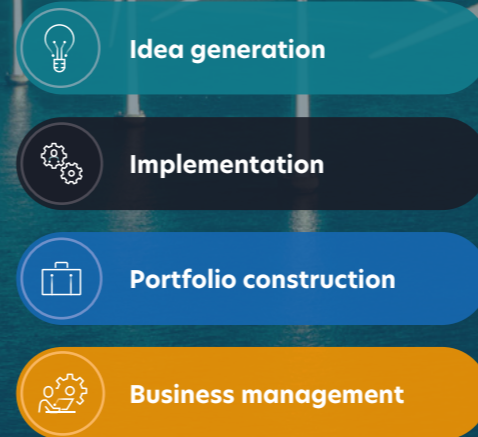 Idea generation
Implementation
Portfolio construction
Business management